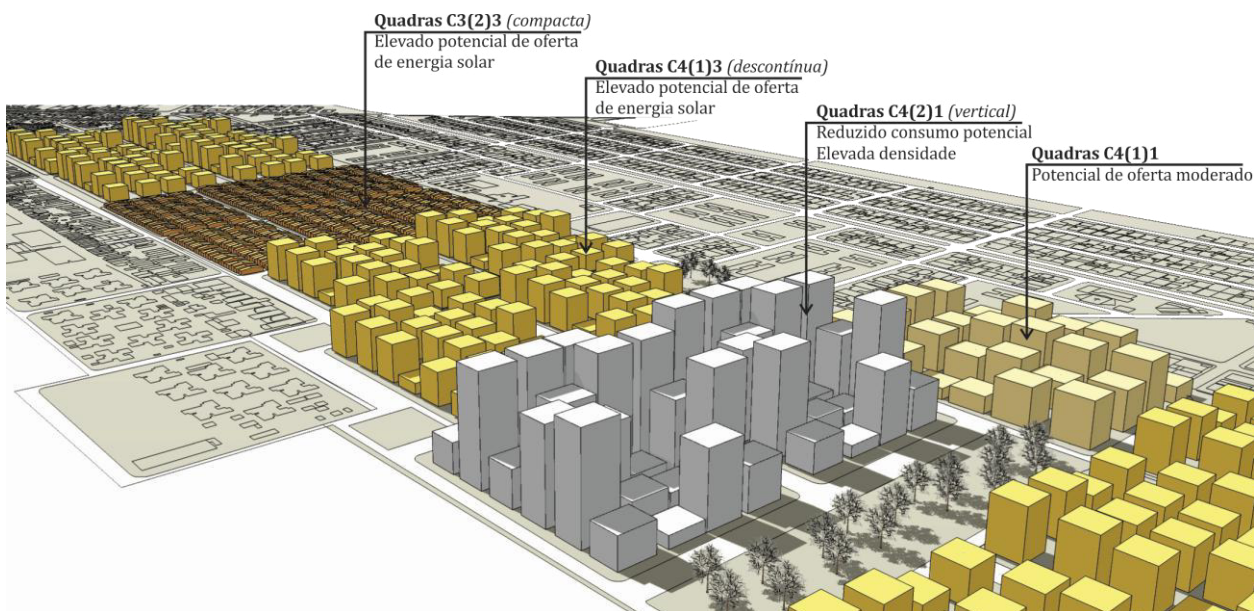 Quadras C3(2)3 (compacta)
Elevado potencial de oferta
de energia solar
Quadras C4(1)3 (descontínua)
Elevado potencial de oferta
de energia solar
Quadras C4(2)1 (vertical)
Reduzido consumo potencial
Elevada densidade
Quadras C4(1)1
Potencial de oferta moderado